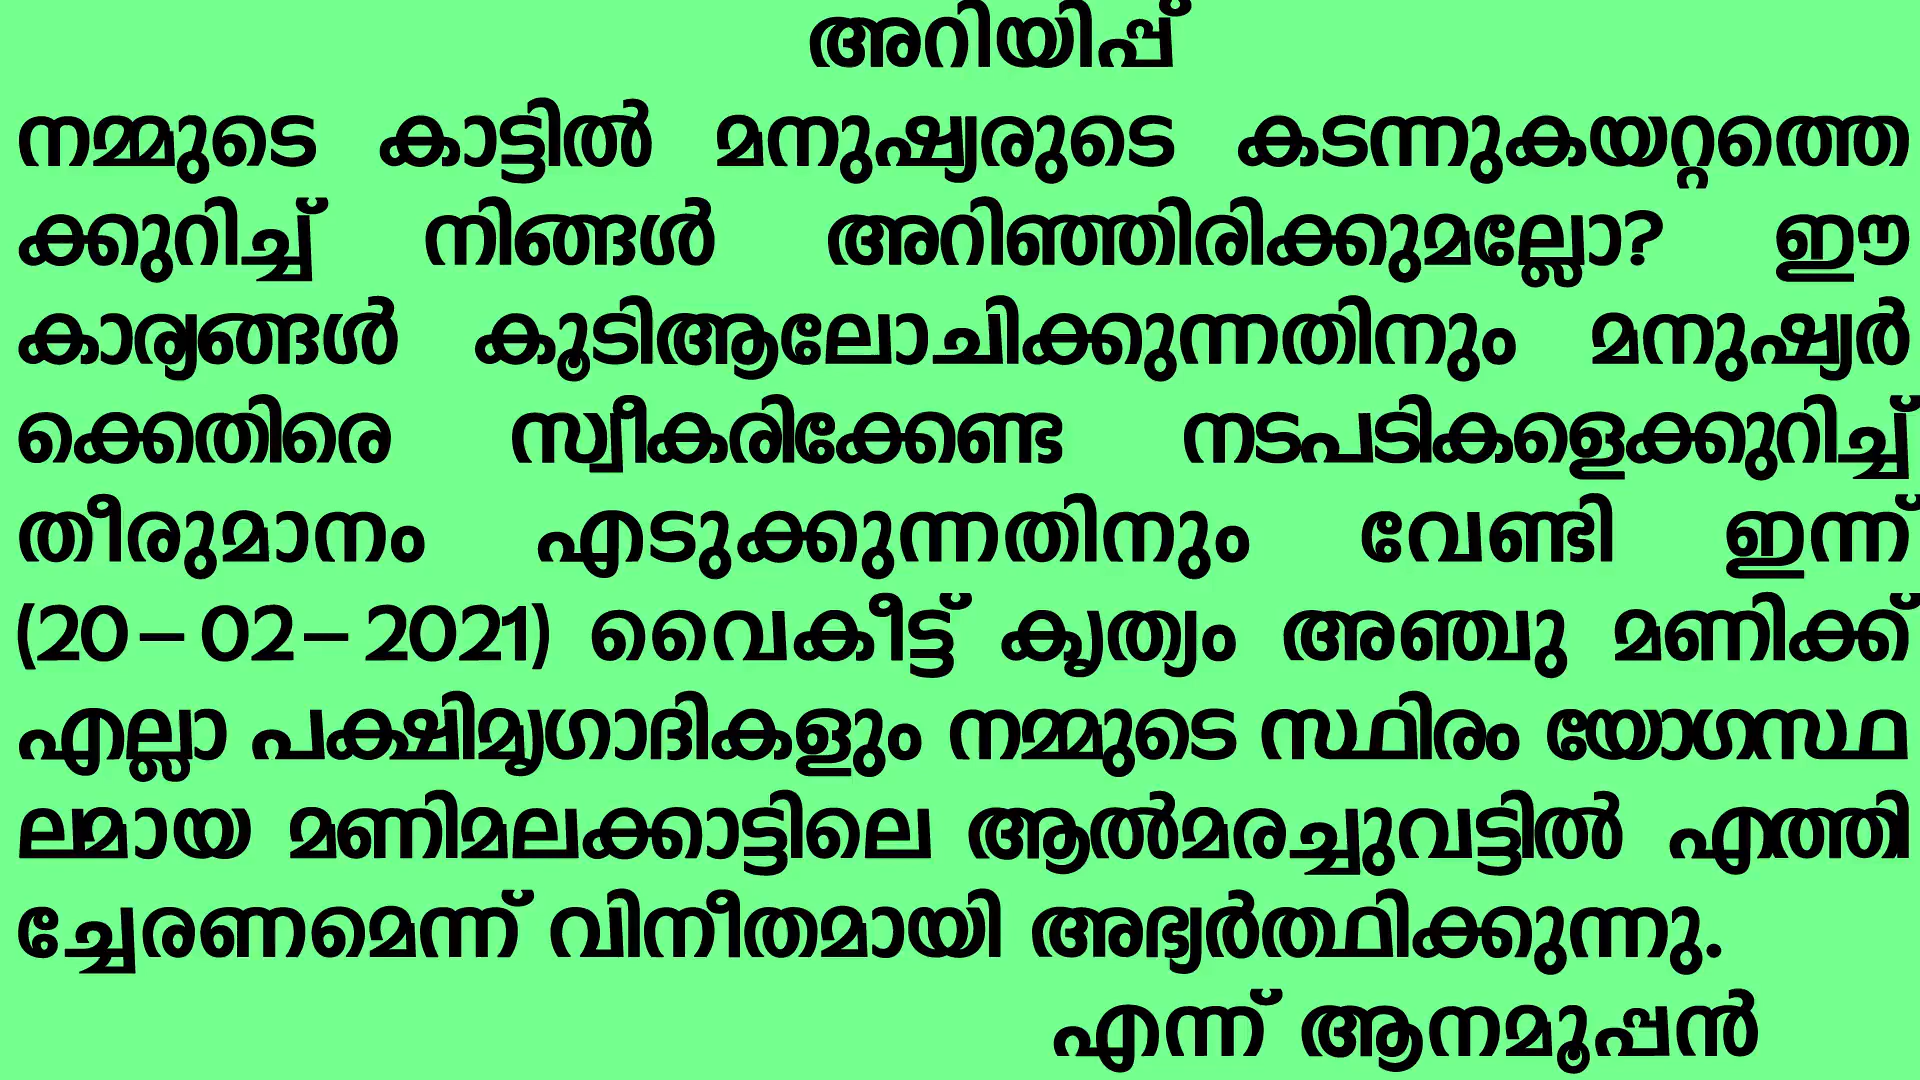 അറിയിപ്പ്
നമ്മുടെ കാട്ടിൽ മനുഷ്യരുടെ കടന്നുകയറ്റത്തെ
ക്കുറിച്ച് നിങ്ങൾ അറിഞ്ഞിരിക്കുമല്ലോ? ഈ
കാര്യങ്ങൾ കൂടിആലോചിക്കുന്നതിനും മനുഷ്യർ
ക്കെതിരെ സ്വീകരിക്കേണ്ട നടപടികളെക്കുറിച്ച്
തീരുമാനം എടുക്കുന്നതിനും വേണ്ടി ഇന്ന്
(20-02-2021) വൈകീട്ട് കൃത്യം അഞ്ചു മണിക്ക്
എല്ലാ പക്ഷിമൃഗാദികളും നമ്മുടെ സ്ഥിരം യോഗസ്ഥ
ലമായ മണിമലക്കാട്ടിലെ ആൽമരച്ചുവട്ടിൽ എത്തി
ച്ചേരണമെന്ന് വിനീതമായി അഭ്യർത്ഥിക്കുന്നു.
എന്ന് ആനമൂപ്പൻ